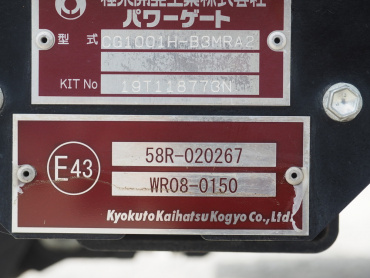 極東開発工業株式会社
パワーゲート
型式 CG1001H-B3MRA2
KIT No 19T118773N
E43
58R-020267
WR08-0150
Kyokuto Kaihatsu Kogyo Co., Ltd.